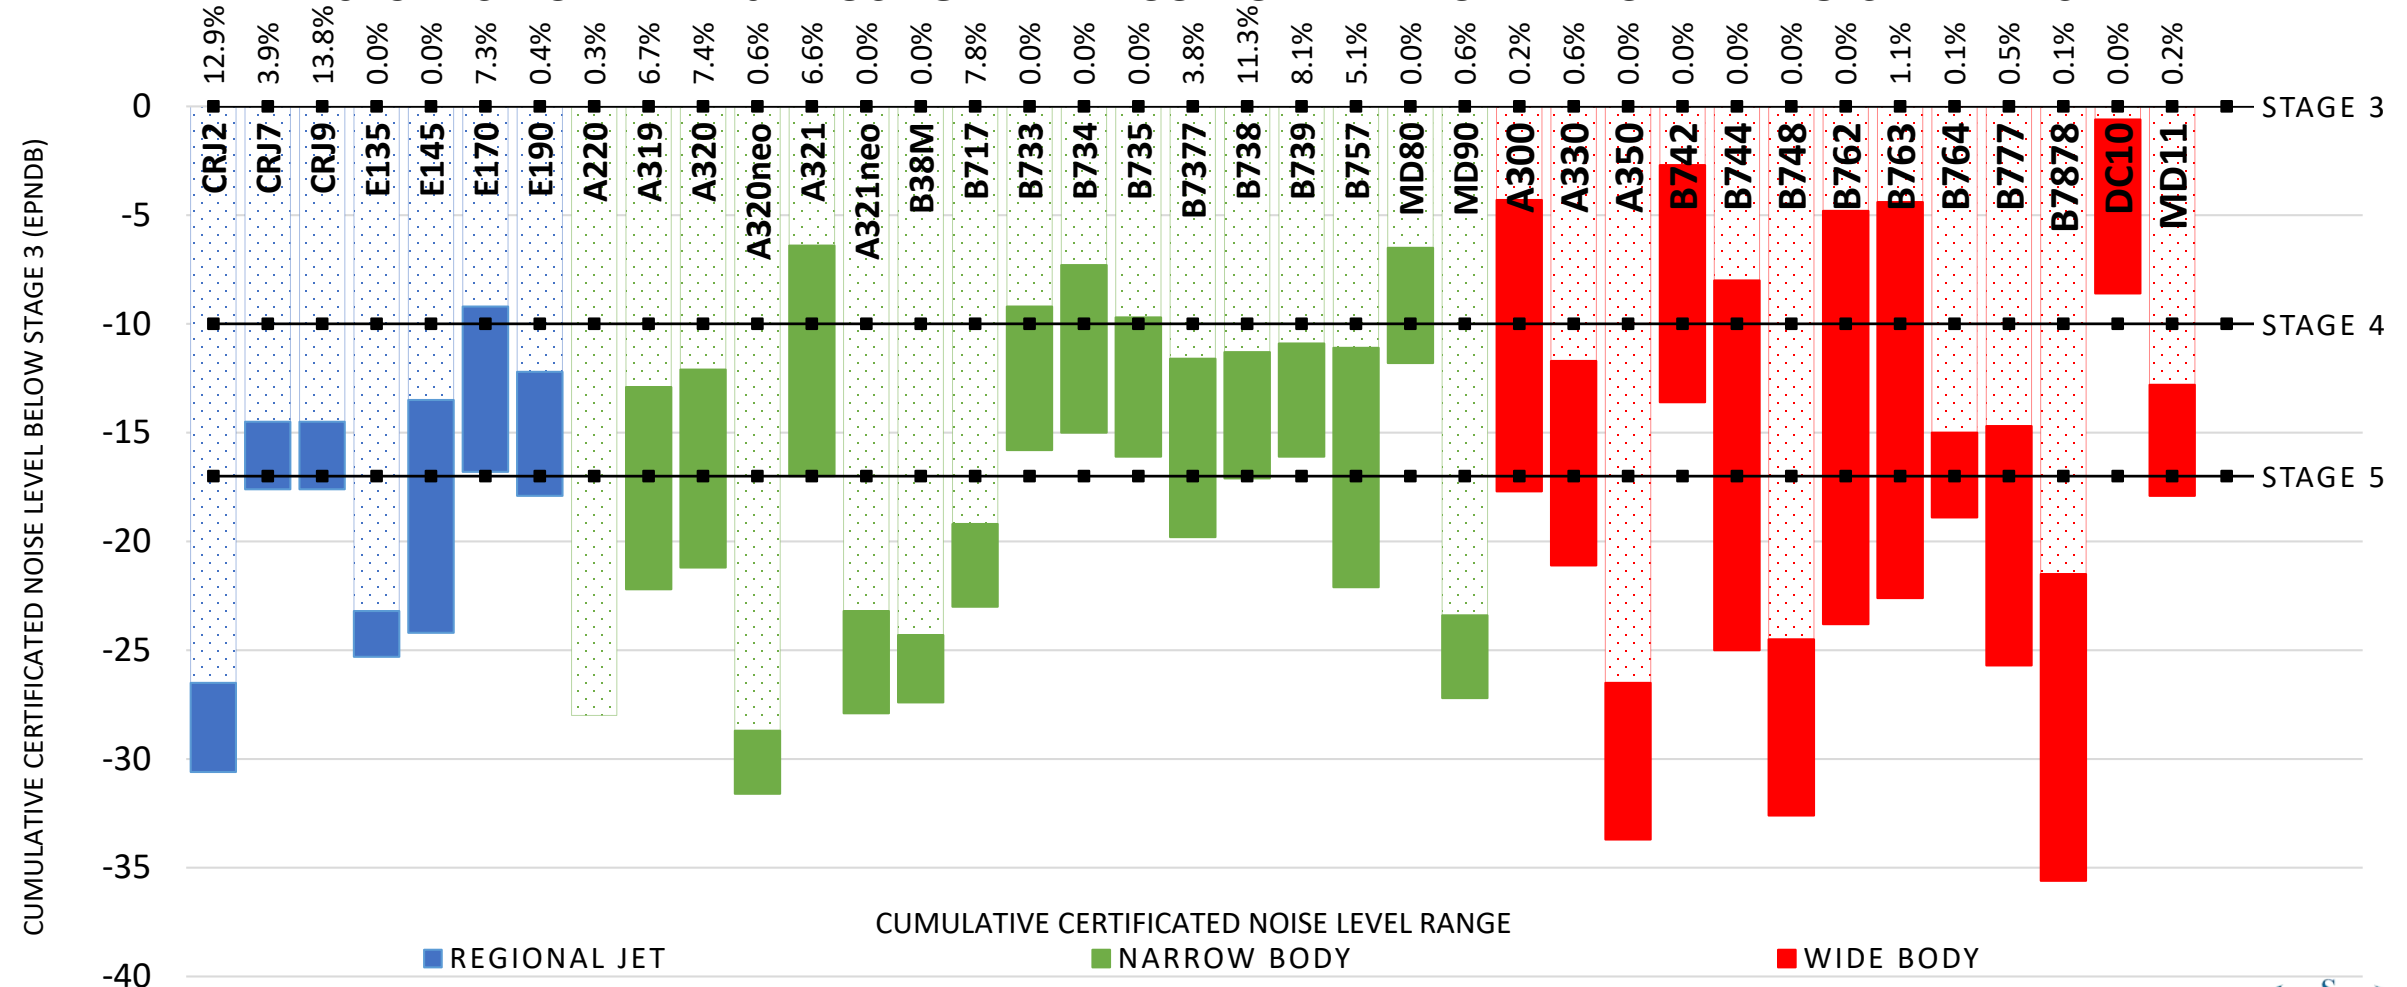 12.9% 3.9% 13.8% 0.0% 0.0% 7.3% 0.4% 0.3% 6.7% 7.4% 0.6% 6.6% 0.0% 0.0% 7.8% 0.0% 0.0% 0.0% 3.8% 11.3% 8.1% 5.1% 0.0% 0.6% 0.2% 0.6% 0.0% 0.0% 0.0% 0.0% 0.0% 1.1% 0.1% 0.5% 0.1% 0.0% 0.2%
CRJ2 CRJ7 CRJ9 E135 E145 E170 E190 A220 A319 A320 A320neo A321 A321neo B38M B717 B733 B734 B735 B7377 B738 B739 B757 MD80 MD90 A300 A330 A350 B742 B744 B748 B762 B763 B764 B777 B7878 DC10 MD11
CUMULATIVE CERTIFICATED NOISE LEVEL BELOW STAGE 3 (EPNDB)
0
-5
-10
-15
-20
-25
-30
-35
-40
STAGE 3
STAGE 4
STAGE 5
CUMULATIVE CERTIFICATED NOISE LEVEL RANGE
REGIONAL JET
NARROW BODY
WIDE BODY